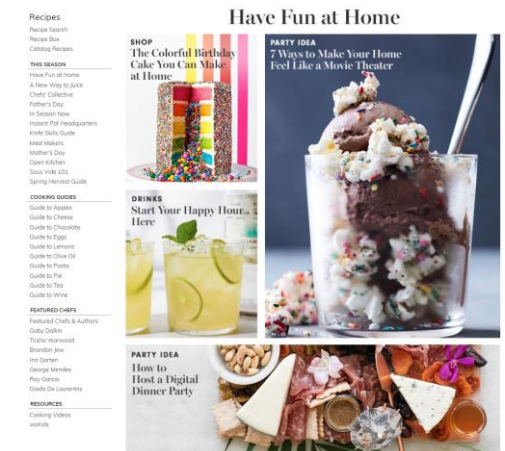 Recipes
Recipe Search
Recipe Box
Catalog Recipes
THIS SEASON
Have Fun at Home
A New Way to Juice
Chefs' Collective
Father's Day
In Season Now
Instant Pot Headquarters
Knife Skills Guide
Meal Makers
Mother's Day
Open Kitchen
Sous Vide 101
Spring Harvest Guide
COOKING GUIDES
Guide to Apples
Guide to Cheese
Guide to Chocolate
Guide to Eggs
Guide to Lemons
Guide to Olive Oil
Guide to Pasta
Guide to Pie
Guide to Tea
Guide to Wine
FEATURED CHEFS
Featured Chefs & Authors
Gaby Dalkin
Trisha Yearwood
Brandon Jew
Ina Garten
George Mendes
Ray Garcia
Giada De Laurentiis
RESOURCES
Cooking Videos
wsKids
Have Fun at Home
SHOP
The Colorful Birthday
Cake You Can Make
at Home
PARTY IDEA
7 Ways to Make Your Home
Feel Like a Movie Theater
DRINKS
Start Your Happy Hour
Here
PARTY IDEA
How to
Host a Digital
Dinner Party